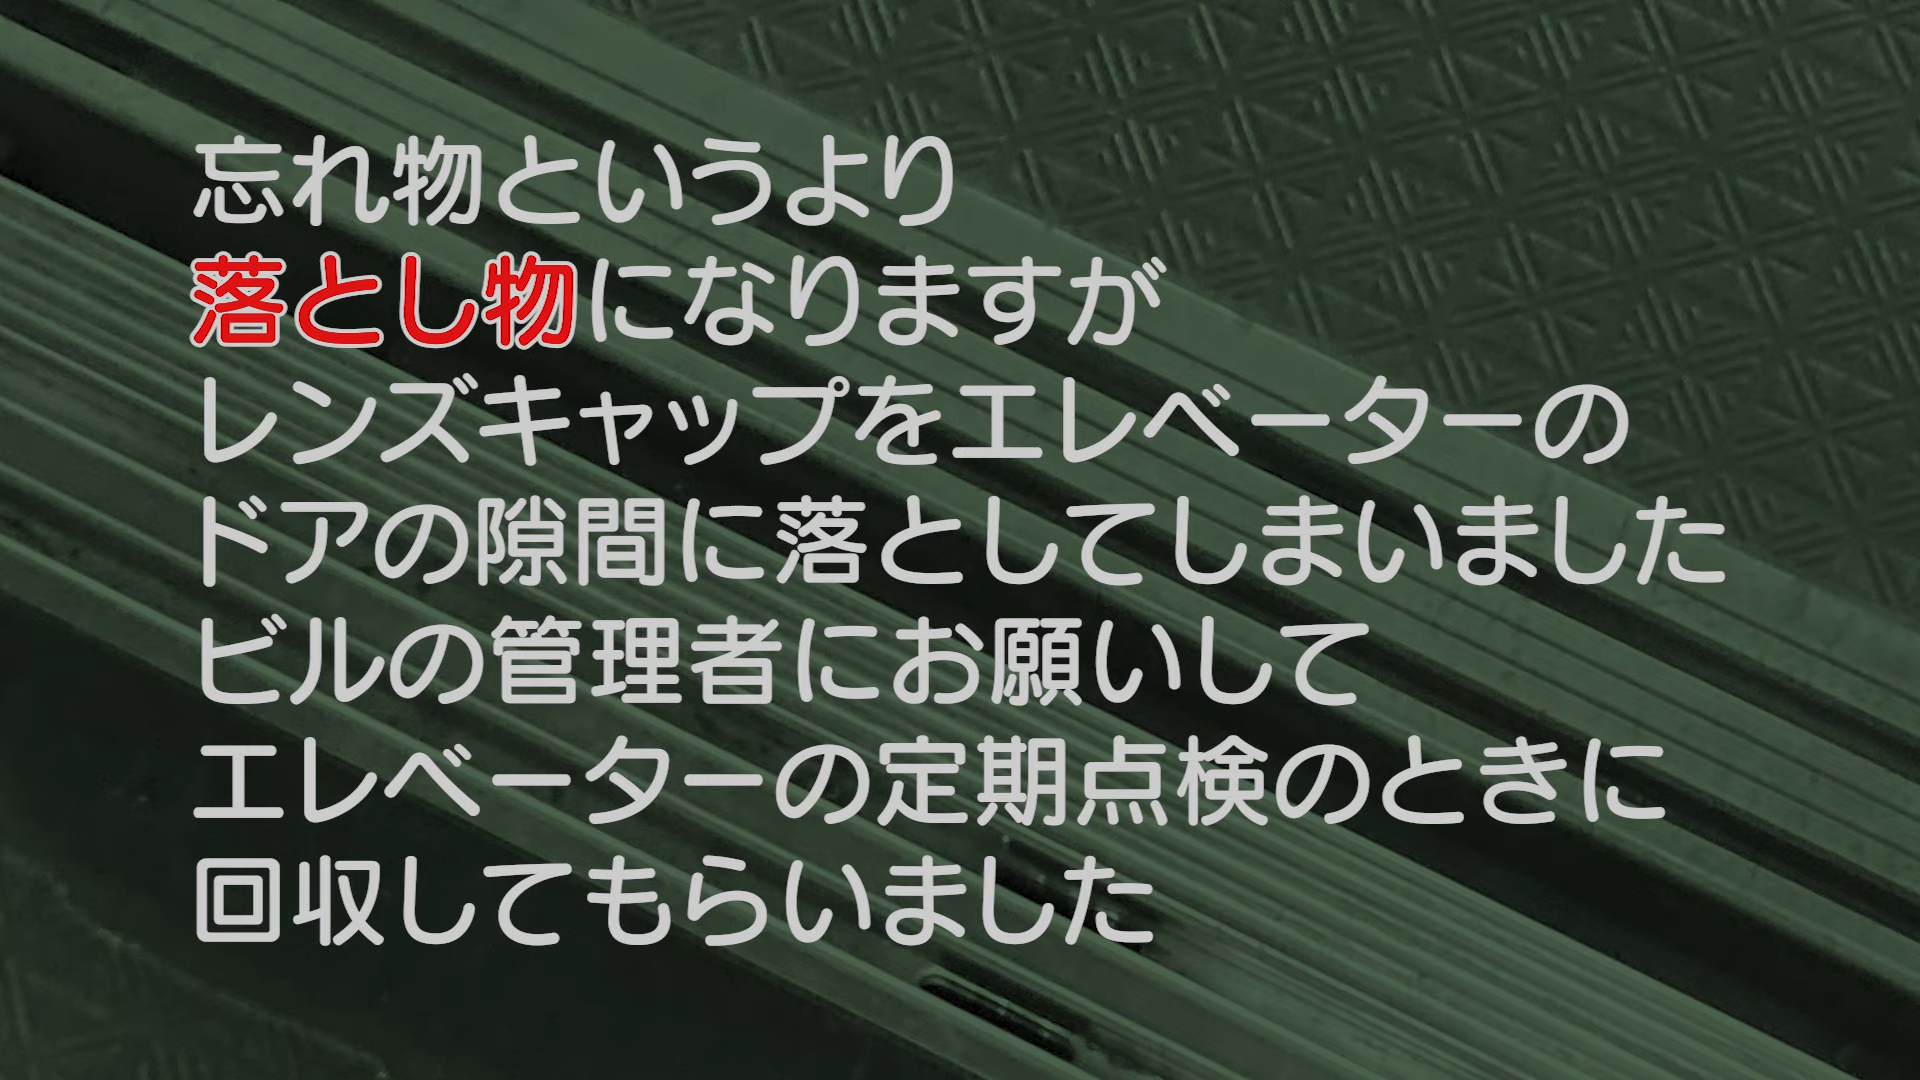 忘れ物というより
落とし物になりますが
レンズキャップをエレベーターの
ドアの隙間に落としてしまいました
ビルの管理者にお願いして
エレベーターの定期点検のときに
回収してもらいました